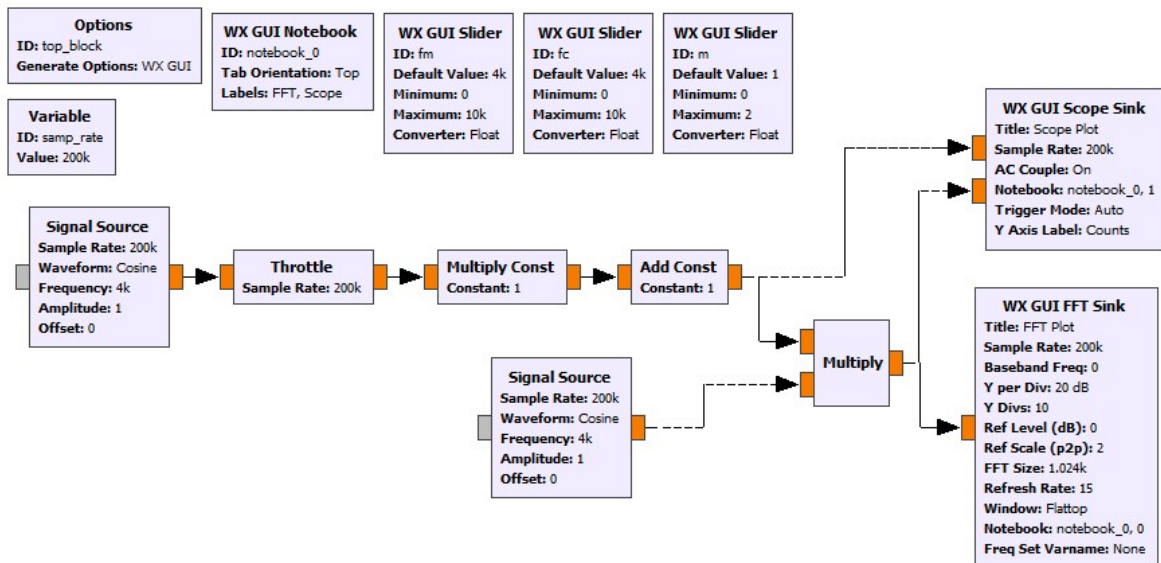 Options
ID: top_block
Generate Options: WX GUI
WX GUI Notebook
ID: notebook_0
Tab Orientation: Top
Labels: FFT, Scope
WX GUI Slider
ID: fm
Default Value: 4k
Minimum: 0
Maximum: 10k
Converter: Float
WX GUI Slider
ID: fc
Default Value: 4k
Minimum: 0
Maximum: 10k
Converter: Float
WX GUI Slider
ID: m
Default Value: 1
Minimum: 0
Maximum: 2
Converter: Float
Variable
ID: samp_rate
Value: 200k
WX GUI Scope Sink
Title: Scope Plot
Sample Rate: 200k
AC Couple: On
Notebook: notebook_0, 1
Trigger Mode: Auto
Y Axis Label: Counts
Signal Source
Sample Rate: 200k
Waveform: Cosine
Frequency: 4k
Amplitude: 1
Offset: 0
Throttle
Sample Rate: 200k
Multiply Const
Constant: 1
Add Const
Constant: 1
Signal Source
Sample Rate: 200k
Waveform: Cosine
Frequency: 4k
Amplitude: 1
Offset: 0
Multiply
WX GUI FFT Sink
Title: FFT Plot
Sample Rate: 200k
Baseband Freq: 0
Y per Div: 20 dB
Y Divs: 10
Ref Level (dB): 0
Ref Scale (p2p): 2
FFT Size: 1.024k
Refresh Rate: 15
Window: Flattop
Notebook: notebook_0, 0
Freq Set Varname: None